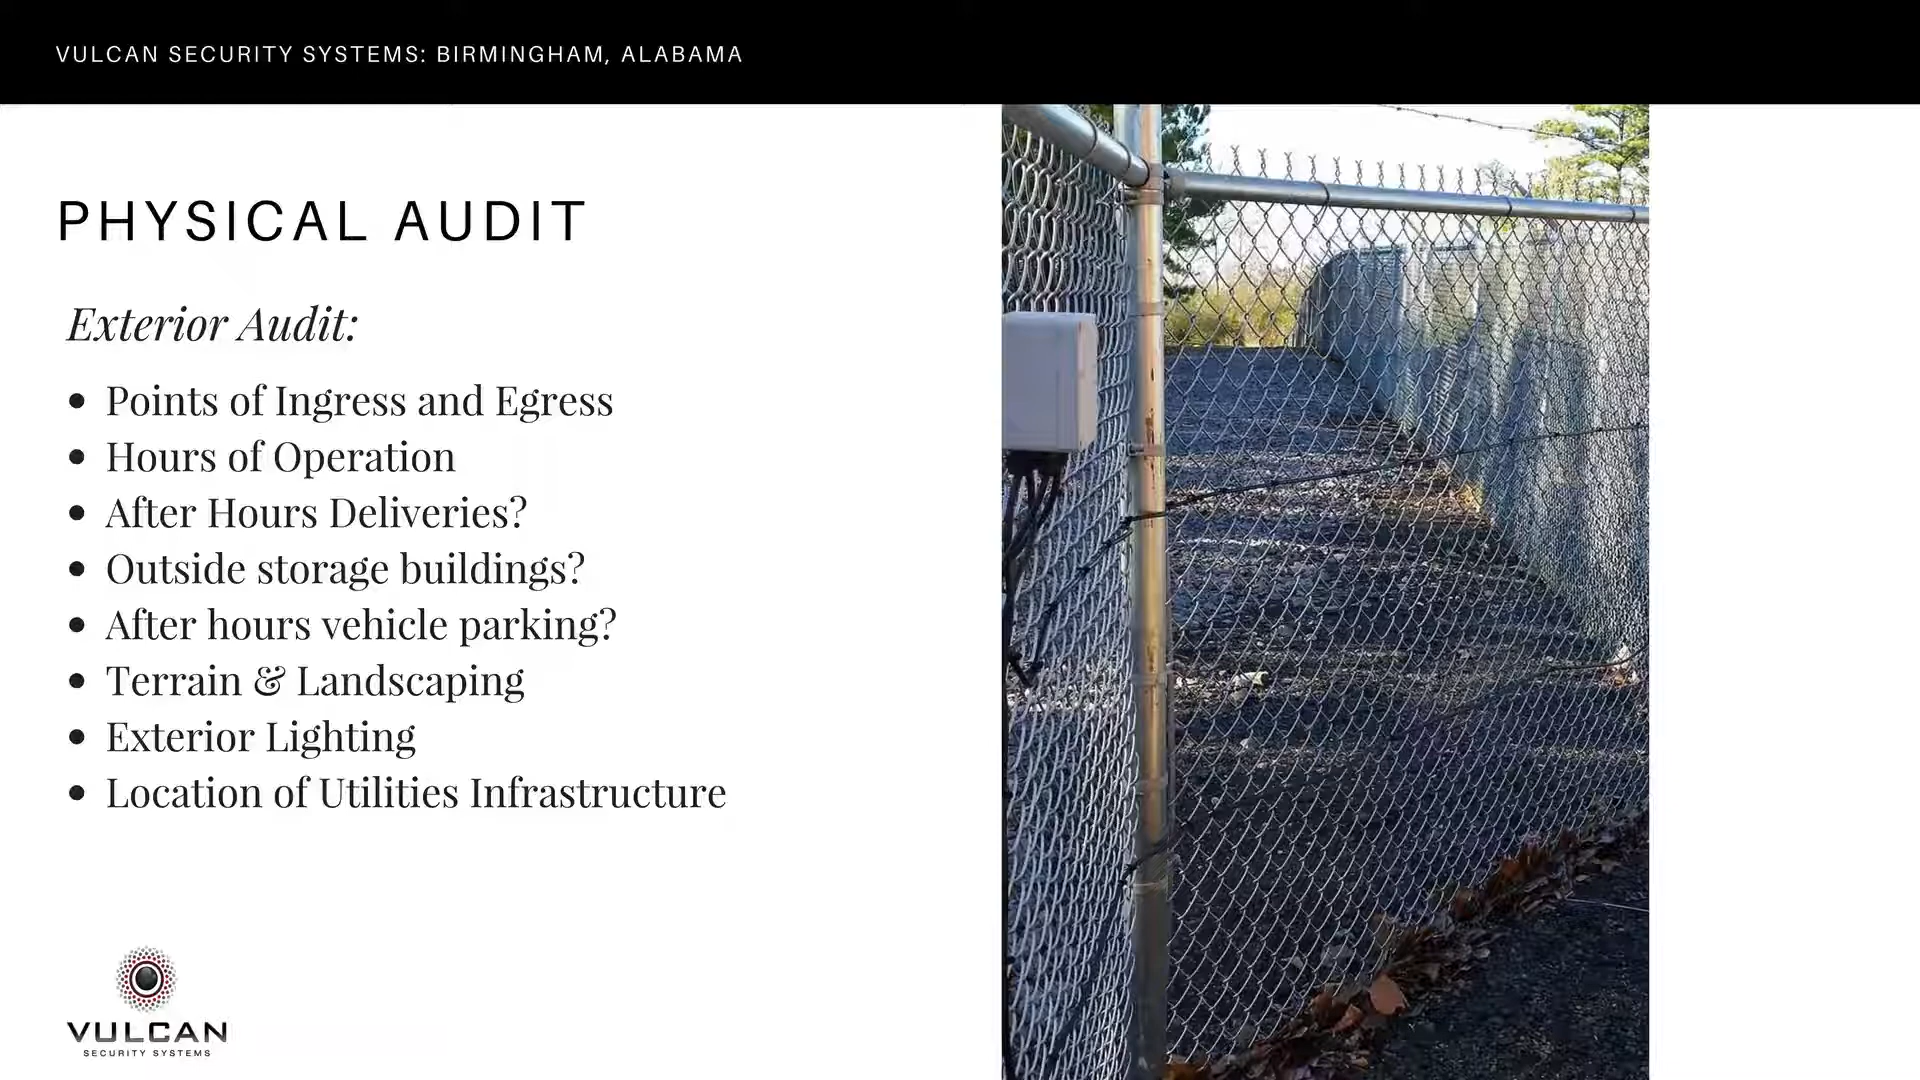 VULCAN SECURITY SYSTEMS: BIRMINGHAM, ALABAMA
PHYSICAL AUDIT
Exterior Audit:
• Points of Ingress and Egress
• Hours of Operation
• After Hours Deliveries?
• Outside storage buildings?
• After hours vehicle parking?
• Terrain & Landscaping
• Exterior Lighting
• Location of Utilities Infrastructure
VULCAN
SECURITY SYSTEMS